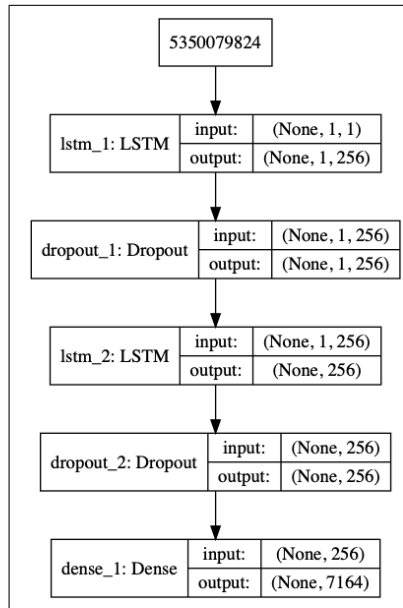 5350079824
lstm_1: LSTM
input:
(None, 1, 1)
output:
(None, 1, 256)
dropout_1: Dropout
input:
(None, 1, 256)
output:
(None, 1, 256)
lstm_2: LSTM
input:
(None, 1, 256)
output:
(None, 256)
dropout_2: Dropout
input:
(None, 256)
output:
(None, 256)
dense_1: Dense
input:
(None, 256)
output:
(None, 7164)